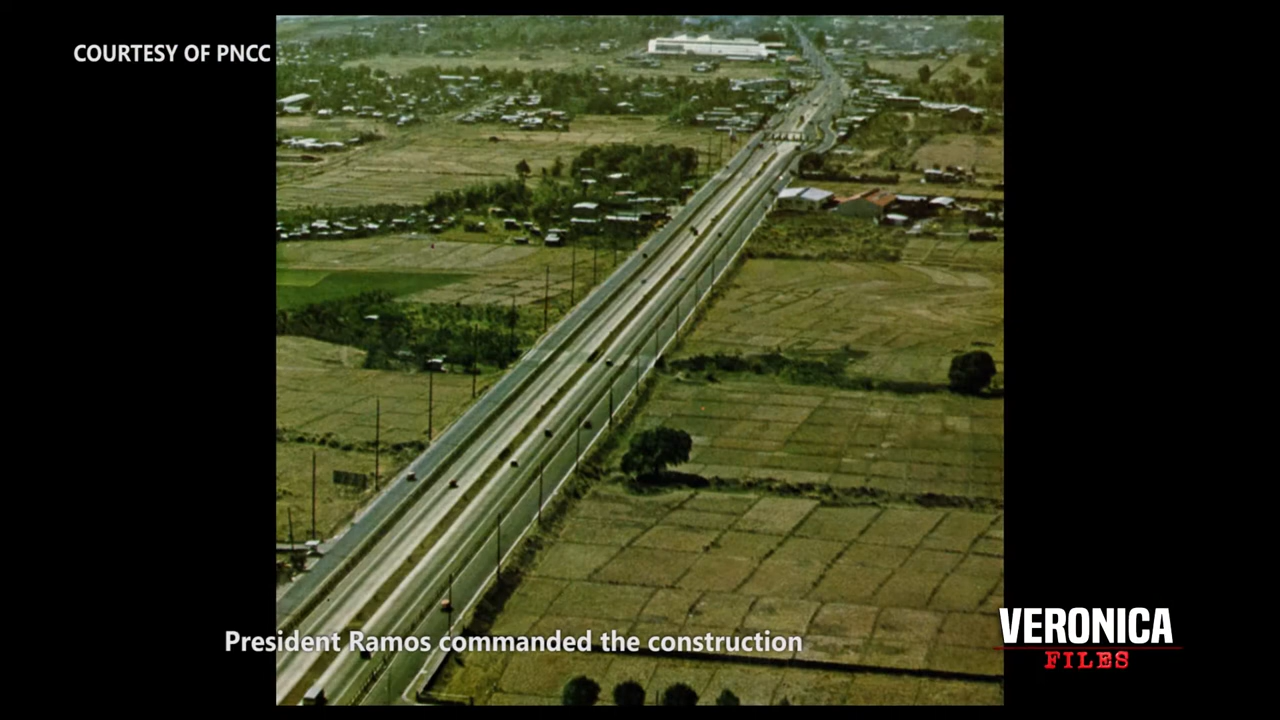 COURTESY OF PNCC
President Ramos commanded the construction
VERONICA
FILES